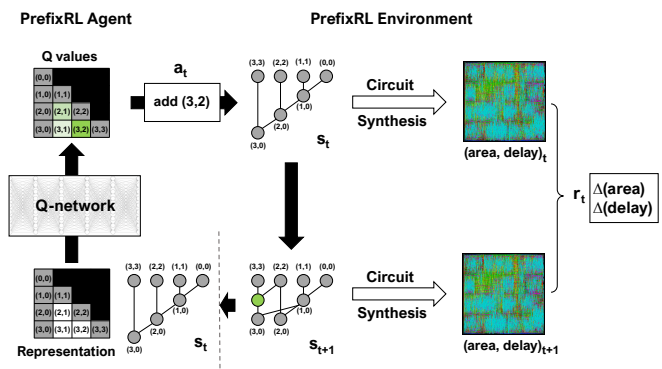 PrefixRL Agent
PrefixRL Environment
Q values
(0,0)
(1,0) (1,1)
(2,0) (2,1) (2,2)
(3,0) (3,1) (3,2) (3,3)
a_t
add (3,2)
(3,3) (2,2) (1,1) (0,0)
(1,0)
(2,0)
(3,0)
s_t
Circuit
Synthesis
(area, delay)_t
r_t
Δ(area)
Δ(delay)
Q-network
(0,0)
(1,0) (1,1)
(2,0) (2,1) (2,2)
(3,0) (3,1) (3,2) (3,3)
Representation
(3,3) (2,2) (1,1) (0,0)
(1,0)
(2,0)
(3,0)
s_t
(3,3) (2,2) (1,1) (0,0)
(1,0)
(3,0) (2,0)
s_t+1
Circuit
Synthesis
(area, delay)_t+1